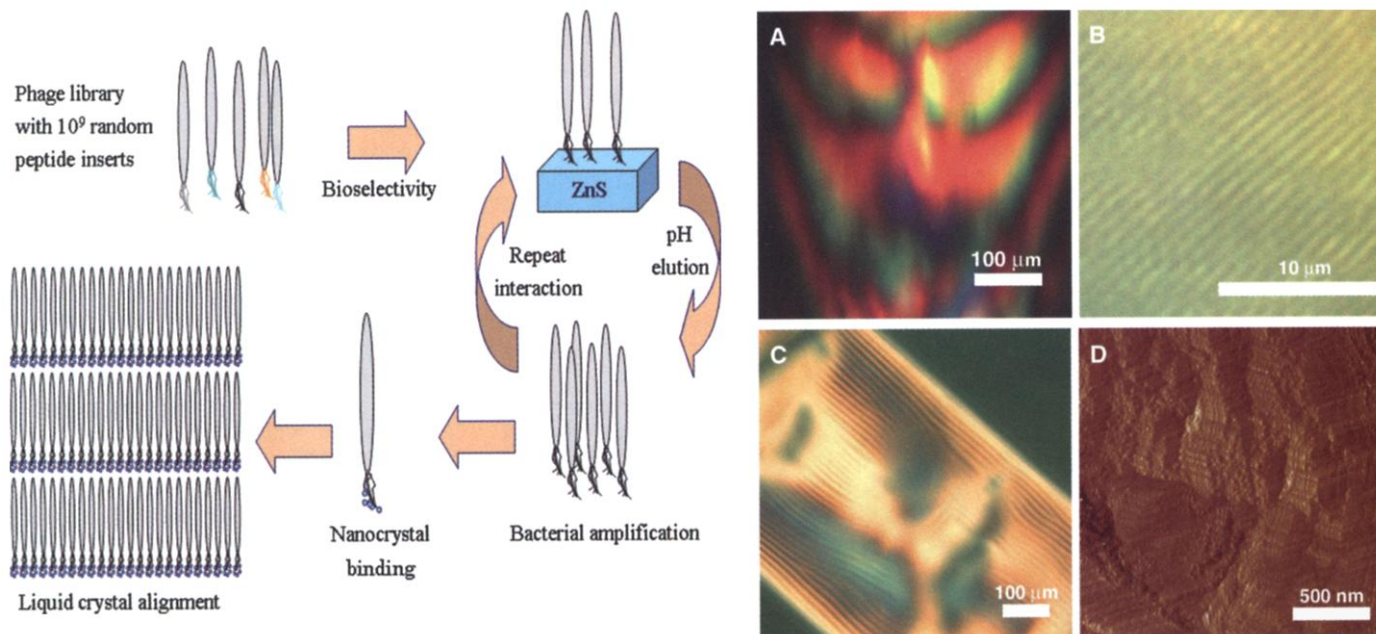 Phage library
with 10⁹ random
peptide inserts
Bioselectivity
ZnS
Repeat
interaction
pH
elution
Bacterial amplification
Nanocrystal
binding
Liquid crystal alignment
A
100 μm
B
10 μm
C
100 μm
D
500 nm